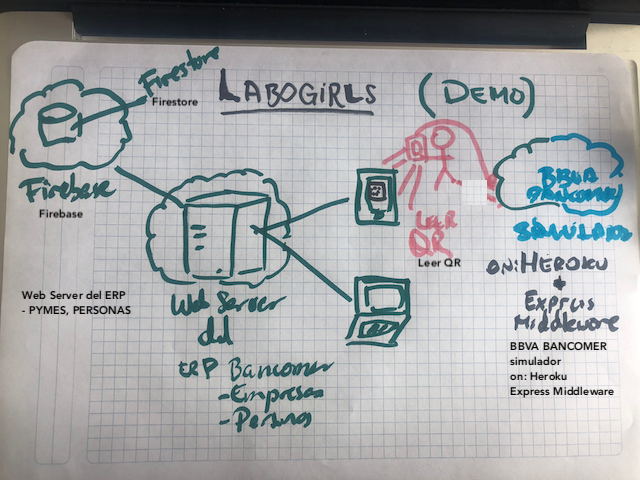 Firestore
LABOGIRLS
(DEMO)
Firestore
Firebase
Firebase
BBVA
BANCOMER
SIMULADOR
LEER
QR
Leer QR
on: HEROKU
+
Express
Middleware
Web Server
del
ERP Bancomer
- Empresas
- Personas
Web Server del ERP
- PYMES, PERSONAS
BBVA BANCOMER
simulador
on: Heroku
Express Middleware